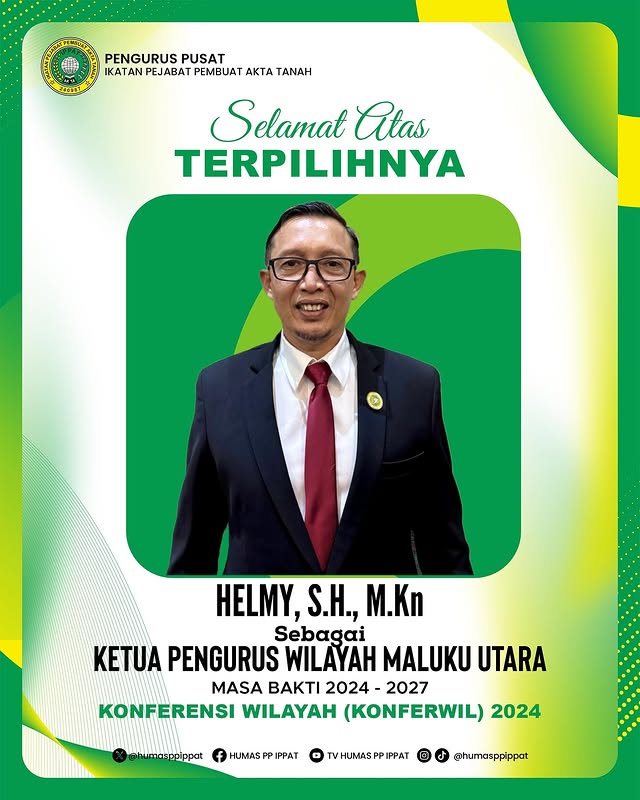 PENGURUS PUSAT
IKATAN PEJABAT PEMBUAT AKTA TANAH
Selamat Atas
TERPILIHNYA
HELMY, S.H., M.Kn
Sebagai
KETUA PENGURUS WILAYAH MALUKU UTARA
MASA BAKTI 2024 - 2027
KONFERENSI WILAYAH (KONFERWIL) 2024
@humasppippat HUMAS PP IPPAT TV HUMAS PP IPPAT @humasppippat